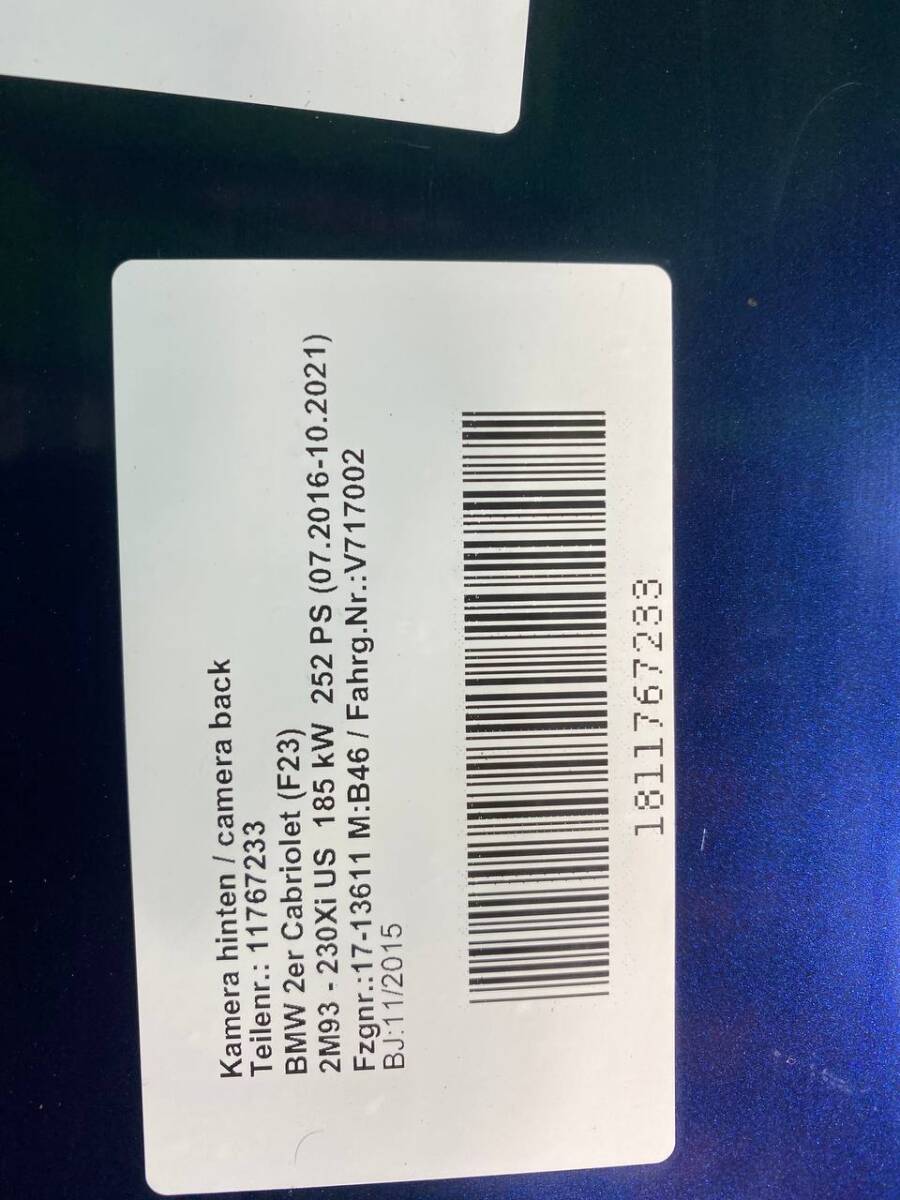 Kamera hinten / camera back
Teilenr.: 11767233
BMW 2er Cabriolet (F23)
2M93 - 230Xi US  185 kW  252 PS (07.2016-10.2021)
Fzgnr.:17-13611 M:B46 / Fahrg.Nr.:V717002
BJ:11/2015
1811767233